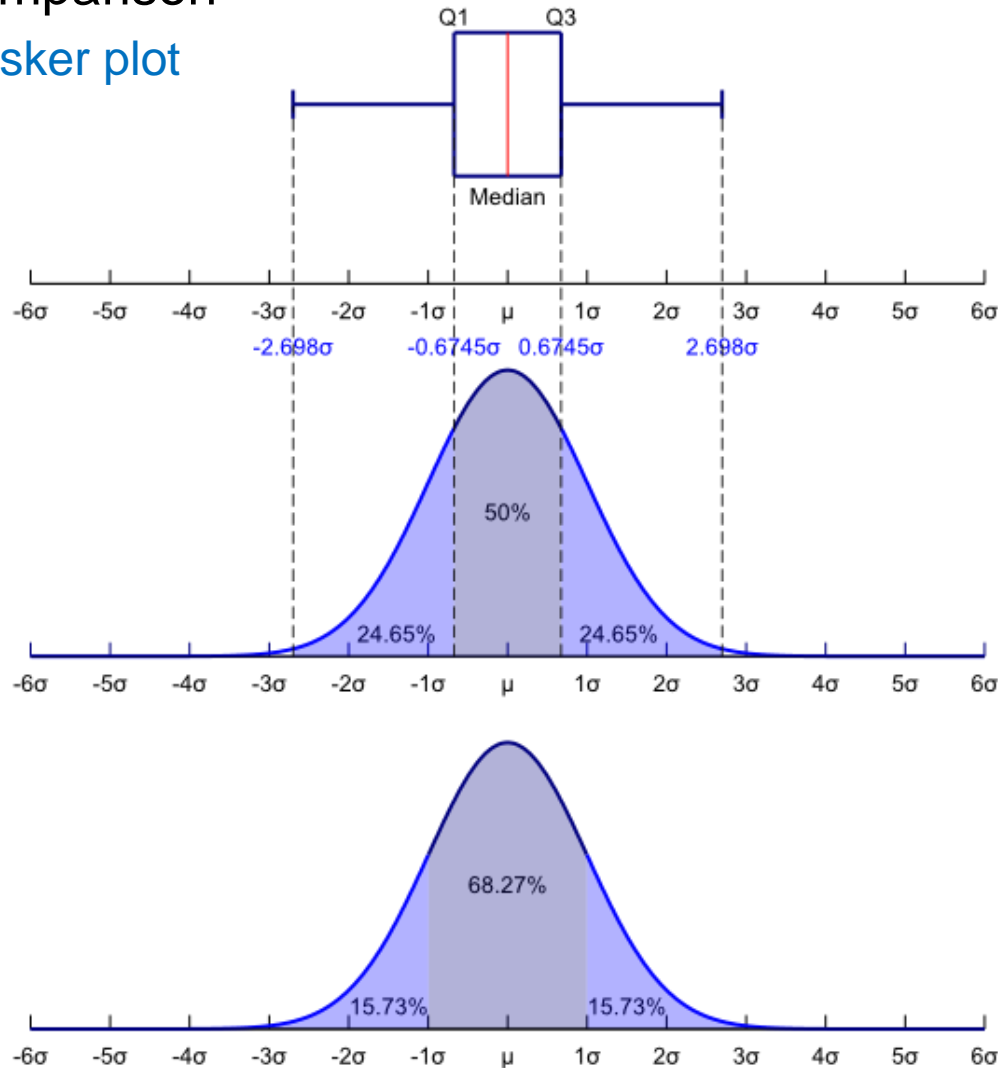 sker plot
Q1 Q3
Median
-6σ -5σ -4σ -3σ -2σ -1σ μ 1σ 2σ 3σ 4σ 5σ 6σ
-2.698σ -0.6745σ 0.6745σ 2.698σ
50%
24.65% 24.65%
-6σ -5σ -4σ -3σ -2σ -1σ μ 1σ 2σ 3σ 4σ 5σ 6σ
68.27%
15.73% 15.73%
-6σ -5σ -4σ -3σ -2σ -1σ μ 1σ 2σ 3σ 4σ 5σ 6σ